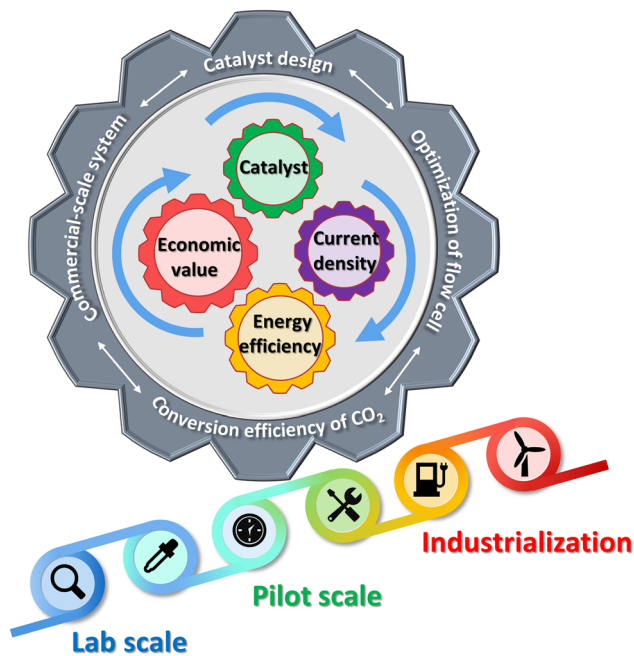 Catalyst design
Optimization of flow cell
Commercial-scale system
Conversion efficiency of CO₂
Catalyst
Economic
value
Current
density
Energy
efficiency
Industrialization
Pilot scale
Lab scale